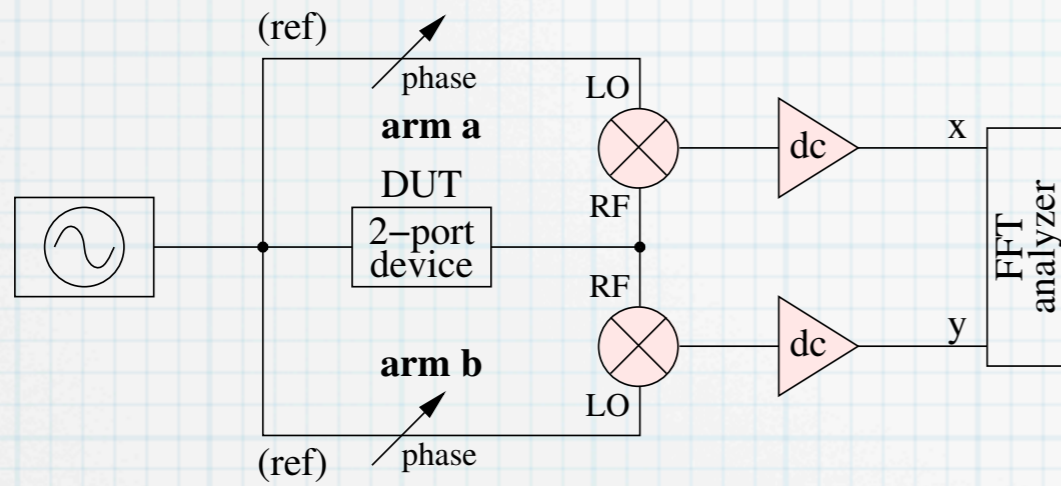 (ref)
phase
LO
arm a
DUT
2−port
device
RF
dc
x
RF
FFT
analyzer
arm b
LO
dc
y
(ref)
phase